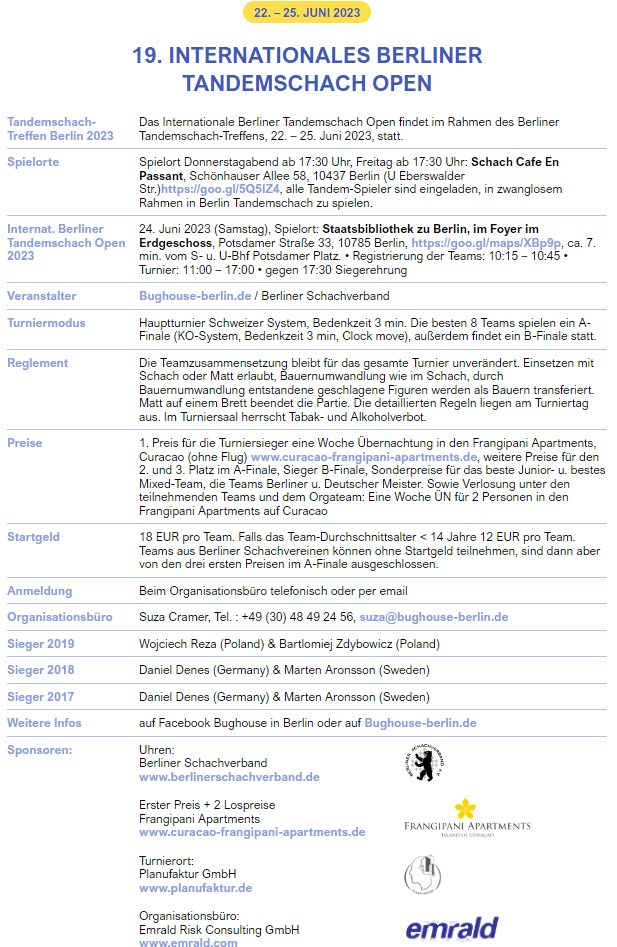 22. – 25. JUNI 2023
19. INTERNATIONALES BERLINER
TANDEMSCHACH OPEN
Tandemschach-
Treffen Berlin 2023
Das Internationale Berliner Tandemschach Open findet im Rahmen des Berliner
Tandemschach-Treffens, 22. – 25. Juni 2023, statt.
Spielorte
Spielort Donnerstagabend ab 17:30 Uhr, Freitag ab 17:30 Uhr: Schach Cafe En
Passant, Schönhauser Allee 58, 10437 Berlin (U Eberswalder
Str.)https://goo.gl/5Q5IZ4, alle Tandem-Spieler sind eingeladen, in zwanglosem
Rahmen in Berlin Tandemschach zu spielen.
Internat. Berliner
Tandemschach Open
2023
24. Juni 2023 (Samstag), Spielort: Staatsbibliothek zu Berlin, im Foyer im
Erdgeschoss, Potsdamer Straße 33, 10785 Berlin, https://goo.gl/maps/XBp9p, ca. 7.
min. vom S- u. U-Bhf Potsdamer Platz. • Registrierung der Teams: 10:15 – 10:45 •
Turnier: 11:00 – 17:00 • gegen 17:30 Siegerehrung
Veranstalter
Bughouse-berlin.de / Berliner Schachverband
Turniermodus
Hauptturnier Schweizer System, Bedenkzeit 3 min. Die besten 8 Teams spielen ein A-
Finale (KO-System, Bedenkzeit 3 min, Clock move), außerdem findet ein B-Finale statt.
Reglement
Die Teamzusammensetzung bleibt für das gesamte Turnier unverändert. Einsetzen mit
Schach oder Matt erlaubt, Bauernumwandlung wie im Schach, durch
Bauernumwandlung entstandene geschlagene Figuren werden als Bauern transferiert.
Matt auf einem Brett beendet die Partie. Die detaillierten Regeln liegen am Turniertag
aus. Im Turniersaal herrscht Tabak- und Alkoholverbot.
Preise
1. Preis für die Turniersieger eine Woche Übernachtung in den Frangipani Apartments,
Curacao (ohne Flug) www.curacao-frangipani-apartments.de, weitere Preise für den
2. und 3. Platz im A-Finale, Sieger B-Finale, Sonderpreise für das beste Junior- u. bestes
Mixed-Team, die Teams Berliner u. Deutscher Meister. Sowie Verlosung unter den
teilnehmenden Teams und dem Orgateam: Eine Woche ÜN für 2 Personen in den
Frangipani Apartments auf Curacao
Startgeld
18 EUR pro Team. Falls das Team-Durchschnittsalter < 14 Jahre 12 EUR pro Team.
Teams aus Berliner Schachvereinen können ohne Startgeld teilnehmen, sind dann aber
von den drei ersten Preisen im A-Finale ausgeschlossen.
Anmeldung
Beim Organisationsbüro telefonisch oder per email
Organisationsbüro
Suza Cramer, Tel. : +49 (30) 48 49 24 56, suza@bughouse-berlin.de
Sieger 2019
Wojciech Reza (Poland) & Bartlomiej Zdybowicz (Poland)
Sieger 2018
Daniel Denes (Germany) & Marten Aronsson (Sweden)
Sieger 2017
Daniel Denes (Germany) & Marten Aronsson (Sweden)
Weitere Infos
auf Facebook Bughouse in Berlin oder auf Bughouse-berlin.de
Sponsoren:
Uhren:
Berliner Schachverband
www.berlinerschachverband.de
BERLINER SCHACHVERBAND E.V.
Erster Preis + 2 Lospreise
Frangipani Apartments
www.curacao-frangipani-apartments.de
FRANGIPANI APARTMENTS
ISLAND OF CURAÇAO
Turnierort:
Planufaktur GmbH
www.planufaktur.de
PLANUFAKTUR
Organisationsbüro:
Emrald Risk Consulting GmbH
www.emrald.com
emrald